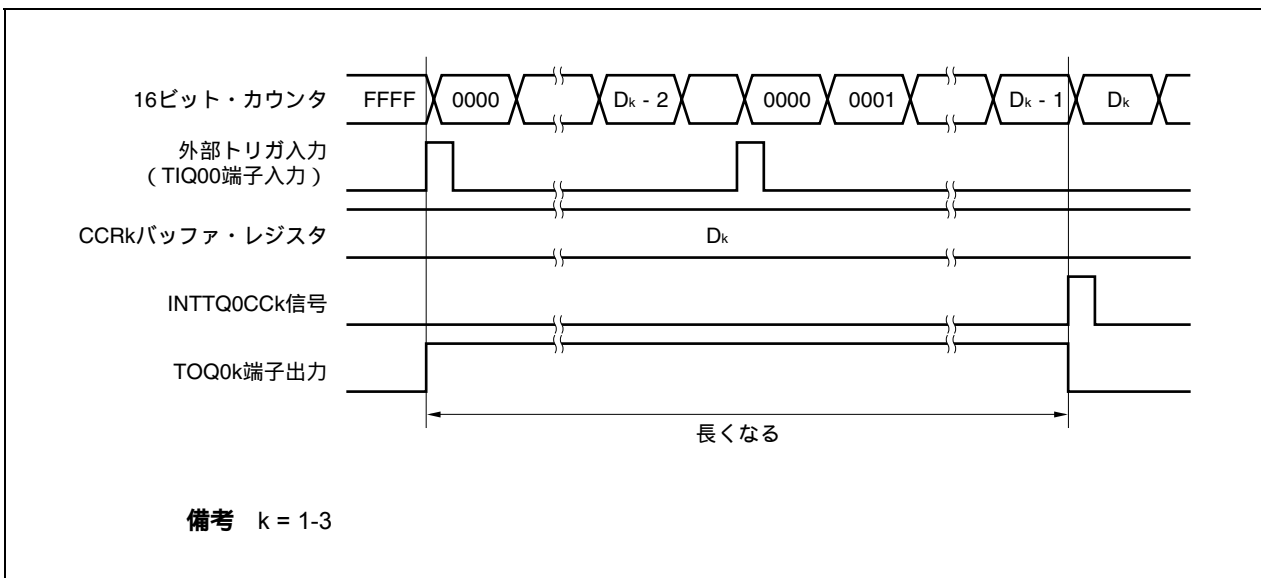 16ビット・カウンタ FFFF 0000 Dk - 2 0000 0001 Dk - 1 Dk
外部トリガ入力
（TIQ00端子入力）
CCRkバッファ・レジスタ Dk
INTTQ0CCk信号
TOQ0k端子出力
長くなる
備考 k = 1-3